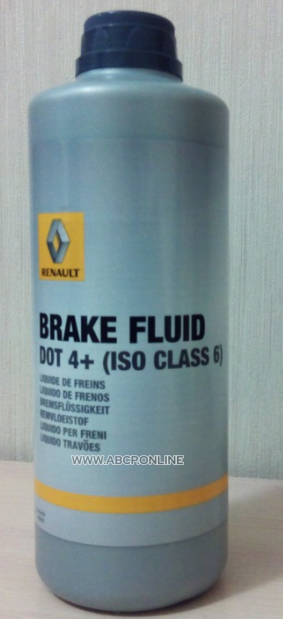 RENAULT
BRAKE FLUID
DOT 4+ (ISO CLASS 6)
LIQUIDE DE FREINS
LIQUIDO DE FRENOS
BREMSFLÜSSIGKEIT
REMVLOEISTOF
LIQUIDO PER FRENI
LIQUIDO TRAVÕES
WWW.ABCP.ONLINE